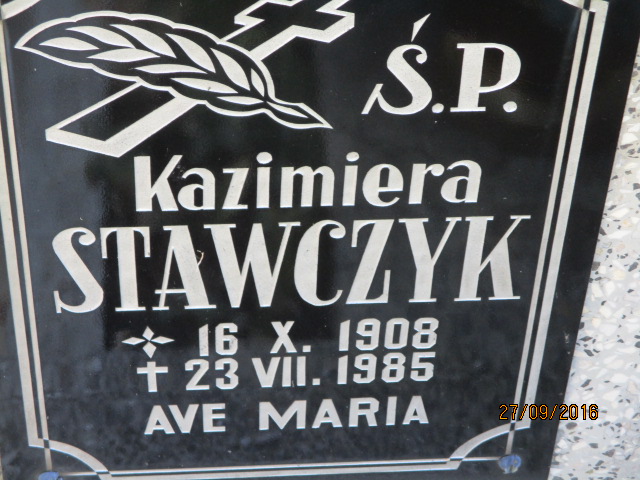 Ś.P.
Kazimiera
STAWCZYK
16 X. 1908
✝ 23 VII. 1985
AVE MARIA
27/09/2016